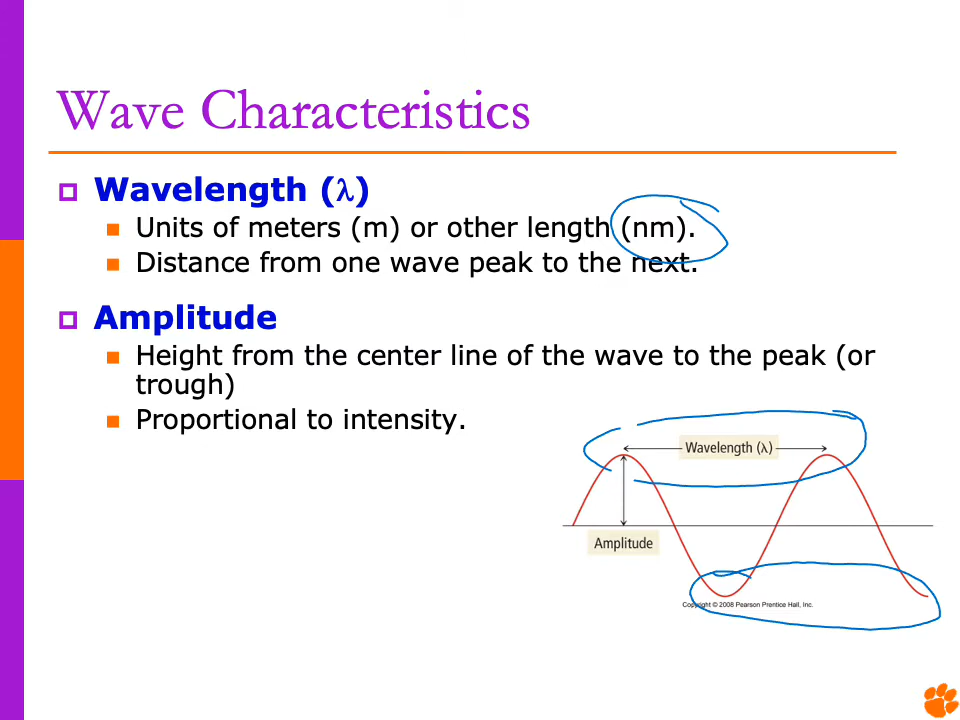 Wave Characteristics
Wavelength (λ)
Units of meters (m) or other length (nm).
Distance from one wave peak to the next.
Amplitude
Height from the center line of the wave to the peak (or
trough)
Proportional to intensity.
Wavelength (λ)
Amplitude
Copyright © 2008 Pearson Prentice Hall, Inc.